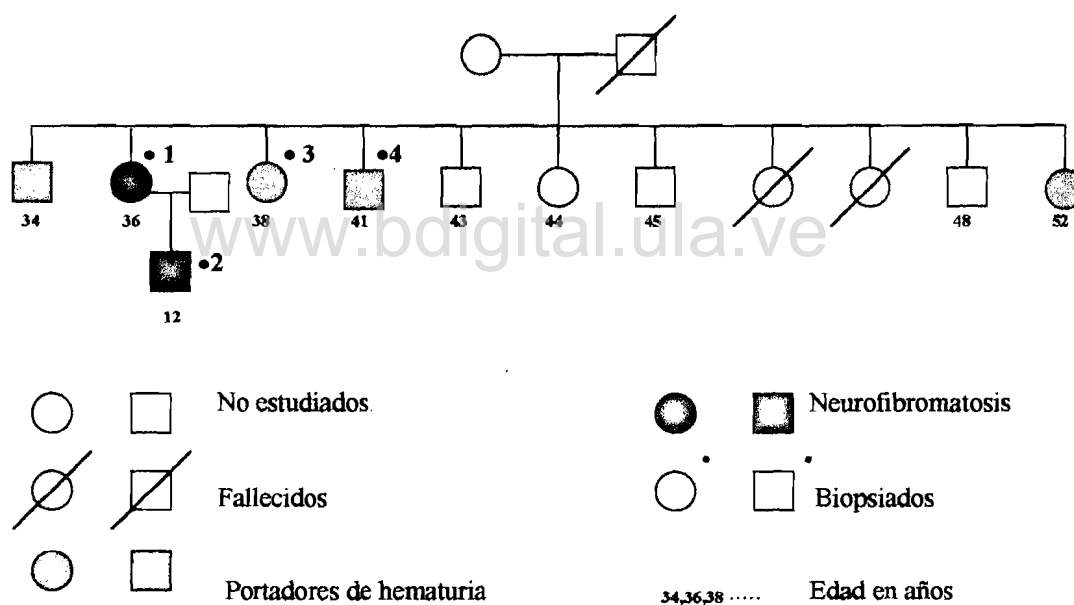 •1
•3
•4
34
36
38
41
43
44
45
48
52
www.bdigital.ula.ve
•2
12
No estudiados
Neurofibromatosis
Fallecidos
Biopsiados
Portadores de hematuria
34,36,38 ..... Edad en años